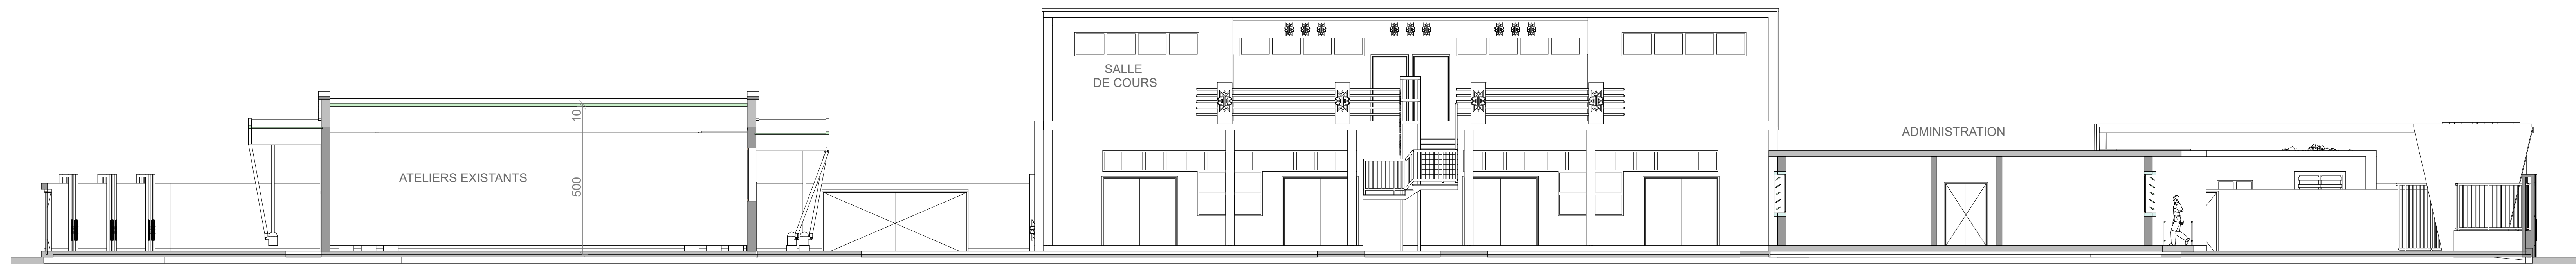 SALLE
DE COURS
10
ADMINISTRATION
ATELIERS EXISTANTS
500